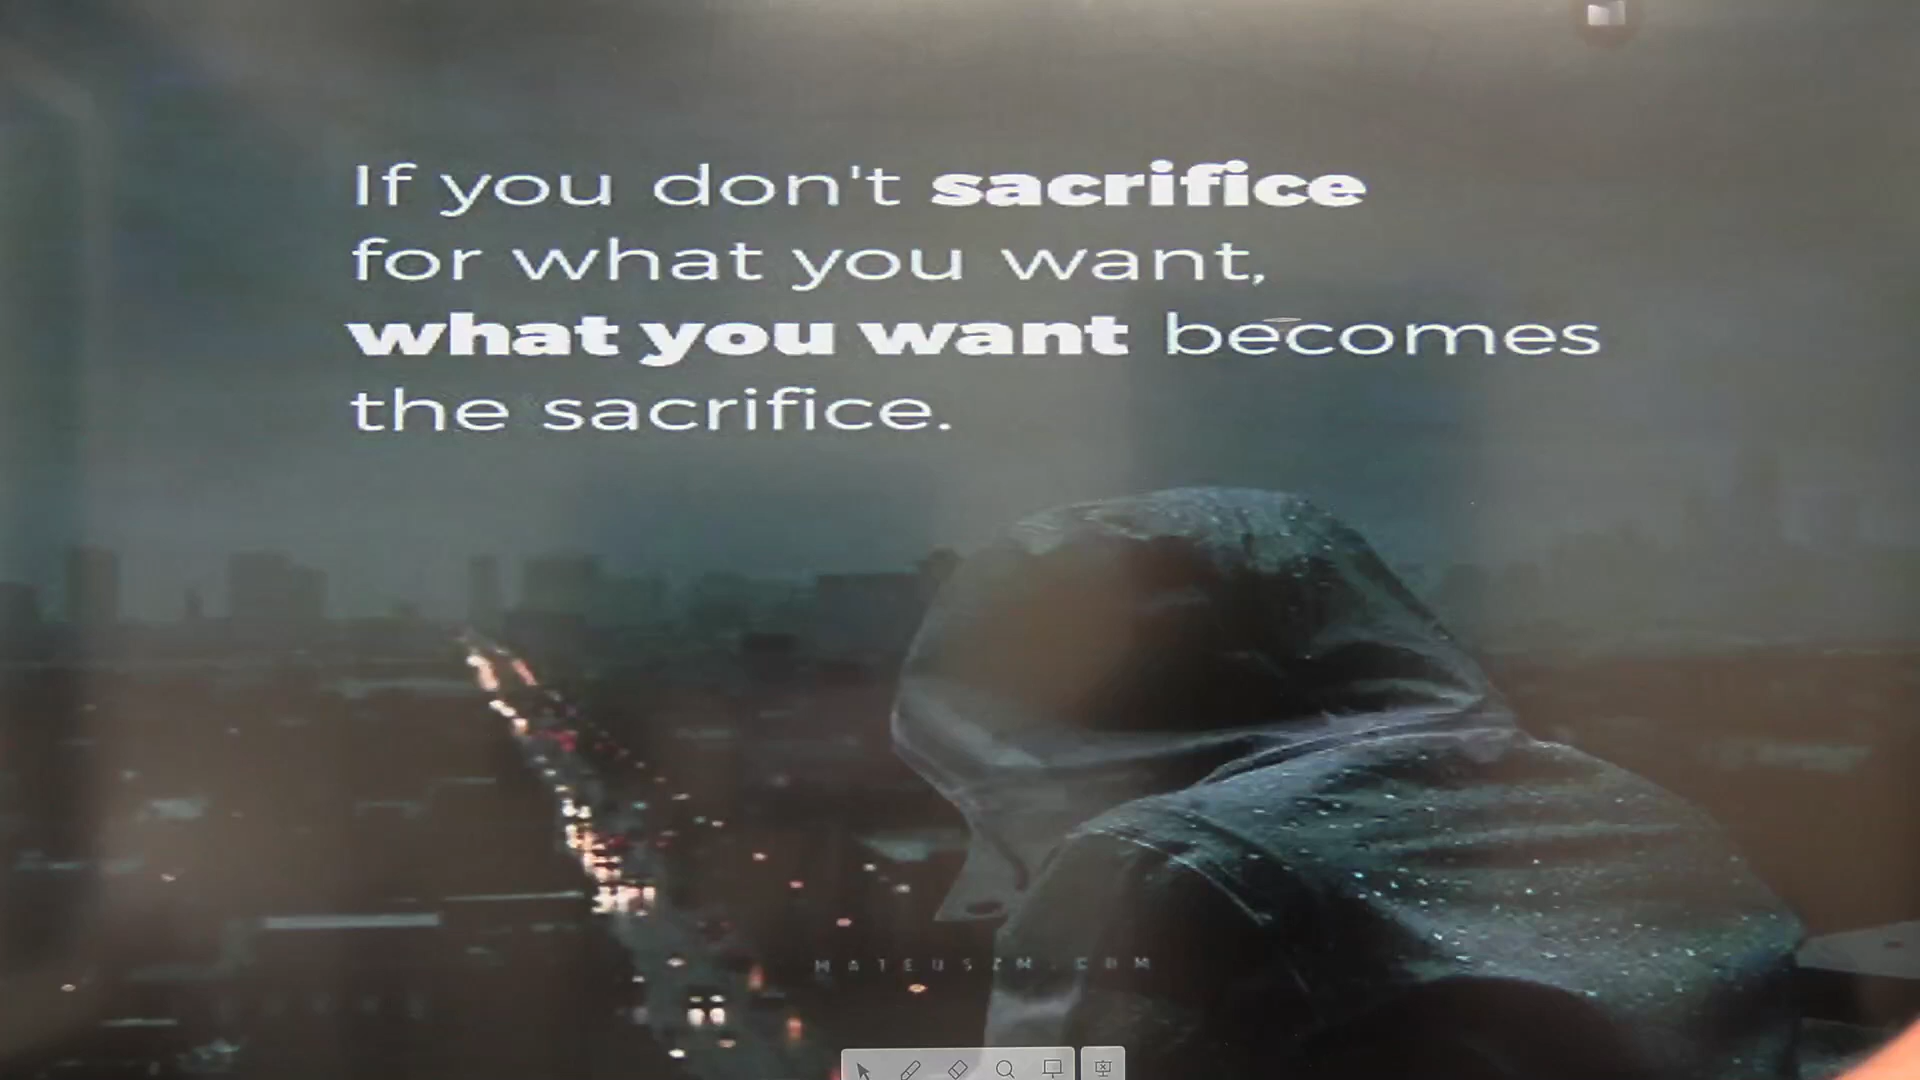 If you don't sacrifice
for what you want,
what you want becomes
the sacrifice.
MATEUSZM.COM